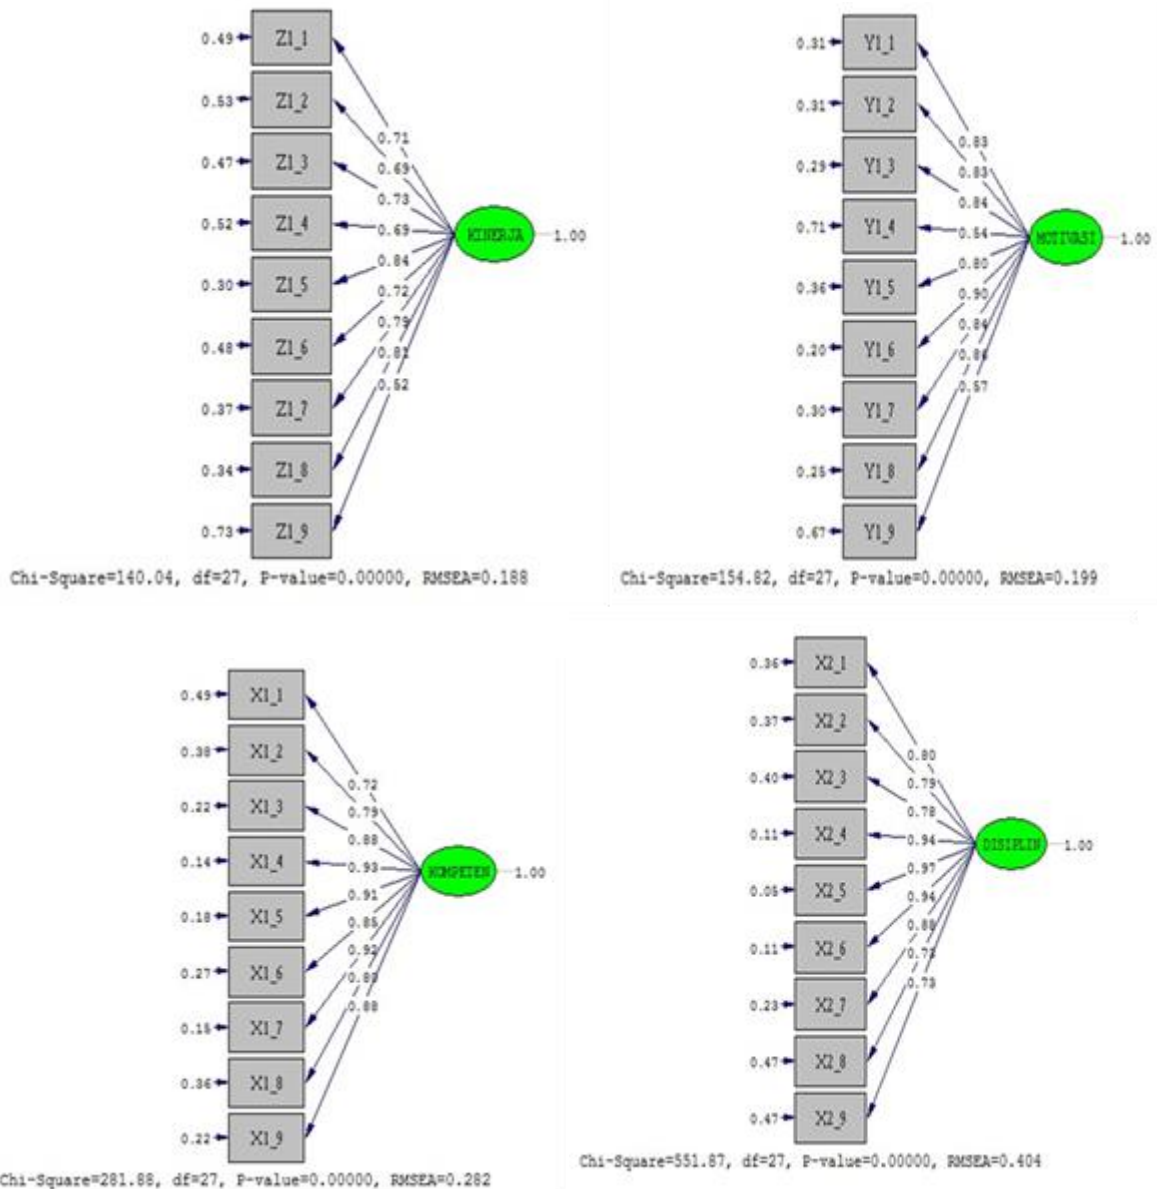 0.49 Z1_1
0.53 Z1_2
0.47 Z1_3
0.52 Z1_4
0.30 Z1_5
0.48 Z1_6
0.37 Z1_7
0.34 Z1_8
0.73 Z1_9
0.71
0.69
0.73
0.69
0.84
0.72
0.79
0.81
0.52
KINERJA 1.00
Chi-Square=140.04, df=27, P-value=0.00000, RMSEA=0.188
0.31 Y1_1
0.31 Y1_2
0.29 Y1_3
0.71 Y1_4
0.36 Y1_5
0.20 Y1_6
0.30 Y1_7
0.25 Y1_8
0.67 Y1_9
0.83
0.83
0.84
0.54
0.80
0.90
0.84
0.86
0.57
MOTIVASI 1.00
Chi-Square=154.82, df=27, P-value=0.00000, RMSEA=0.199
0.49 X1_1
0.38 X1_2
0.22 X1_3
0.14 X1_4
0.18 X1_5
0.27 X1_6
0.15 X1_7
0.36 X1_8
0.22 X1_9
0.72
0.79
0.88
0.93
0.91
0.85
0.92
0.80
0.88
KOMPETEN 1.00
Chi-Square=281.88, df=27, P-value=0.00000, RMSEA=0.282
0.36 X2_1
0.37 X2_2
0.40 X2_3
0.11 X2_4
0.05 X2_5
0.11 X2_6
0.23 X2_7
0.47 X2_8
0.47 X2_9
0.80
0.79
0.78
0.94
0.97
0.94
0.88
0.73
0.73
DISIPLIN 1.00
Chi-Square=551.87, df=27, P-value=0.00000, RMSEA=0.404